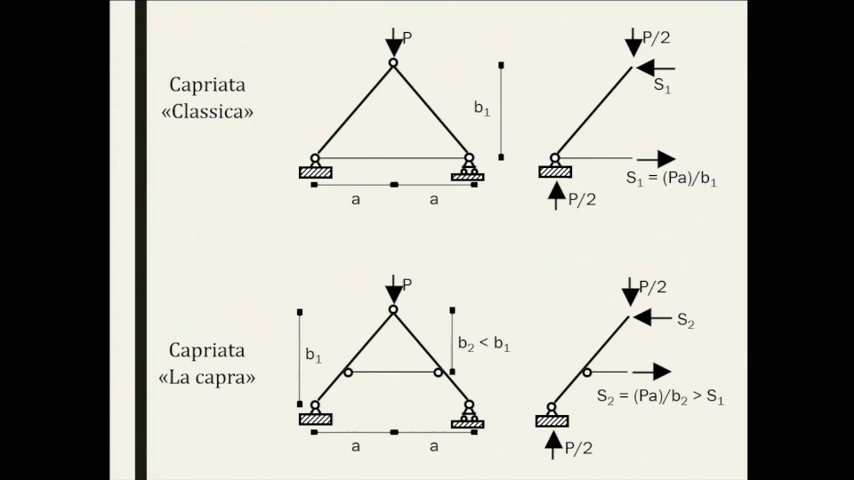 P
Capriata
«Classica»
b₁
a
a
P/2
S₁
S₁ = (Pa)/b₁
P/2
P
Capriata
«La capra»
b₁
b₂ < b₁
a
a
P/2
S₂
S₂ = (Pa)/b₂ > S₁
P/2